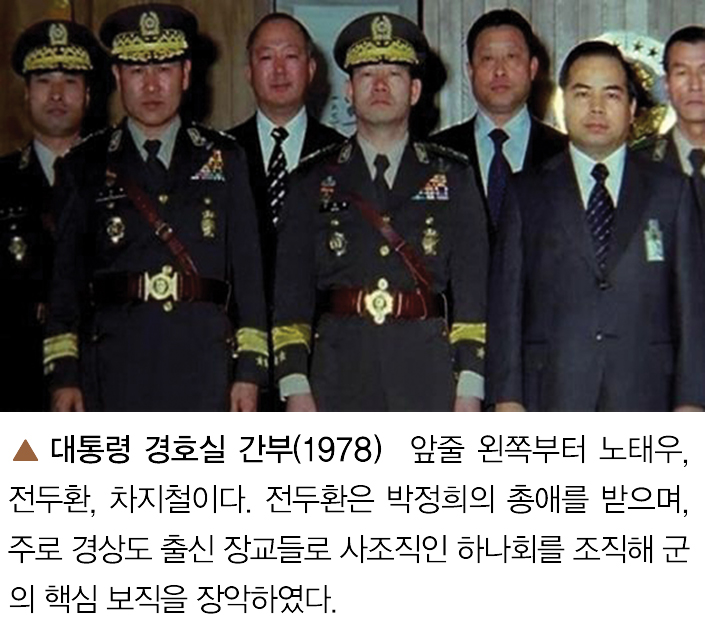 ▲ 대통령 경호실 간부(1978) 앞줄 왼쪽부터 노태우,
전두환, 차지철이다. 전두환은 박정희의 총애를 받으며,
주로 경상도 출신 장교들로 사조직인 하나회를 조직해 군
의 핵심 보직을 장악하였다.